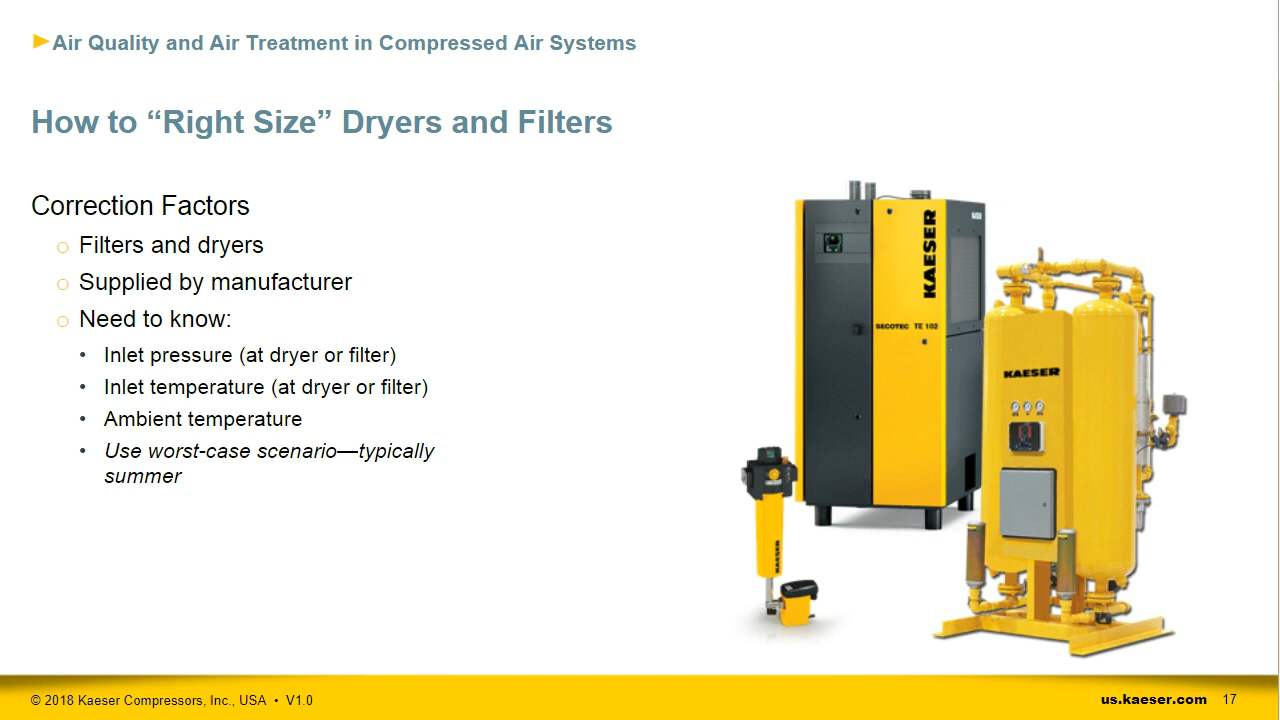 Air Quality and Air Treatment in Compressed Air Systems
How to “Right Size” Dryers and Filters
Correction Factors
Filters and dryers
Supplied by manufacturer
Need to know:
• Inlet pressure (at dryer or filter)
• Inlet temperature (at dryer or filter)
• Ambient temperature
• Use worst-case scenario—typically
summer
KAESER
SECOTEC TE 102
KAESER
KAESER
© 2018 Kaeser Compressors, Inc., USA • V1.0
us.kaeser.com 17